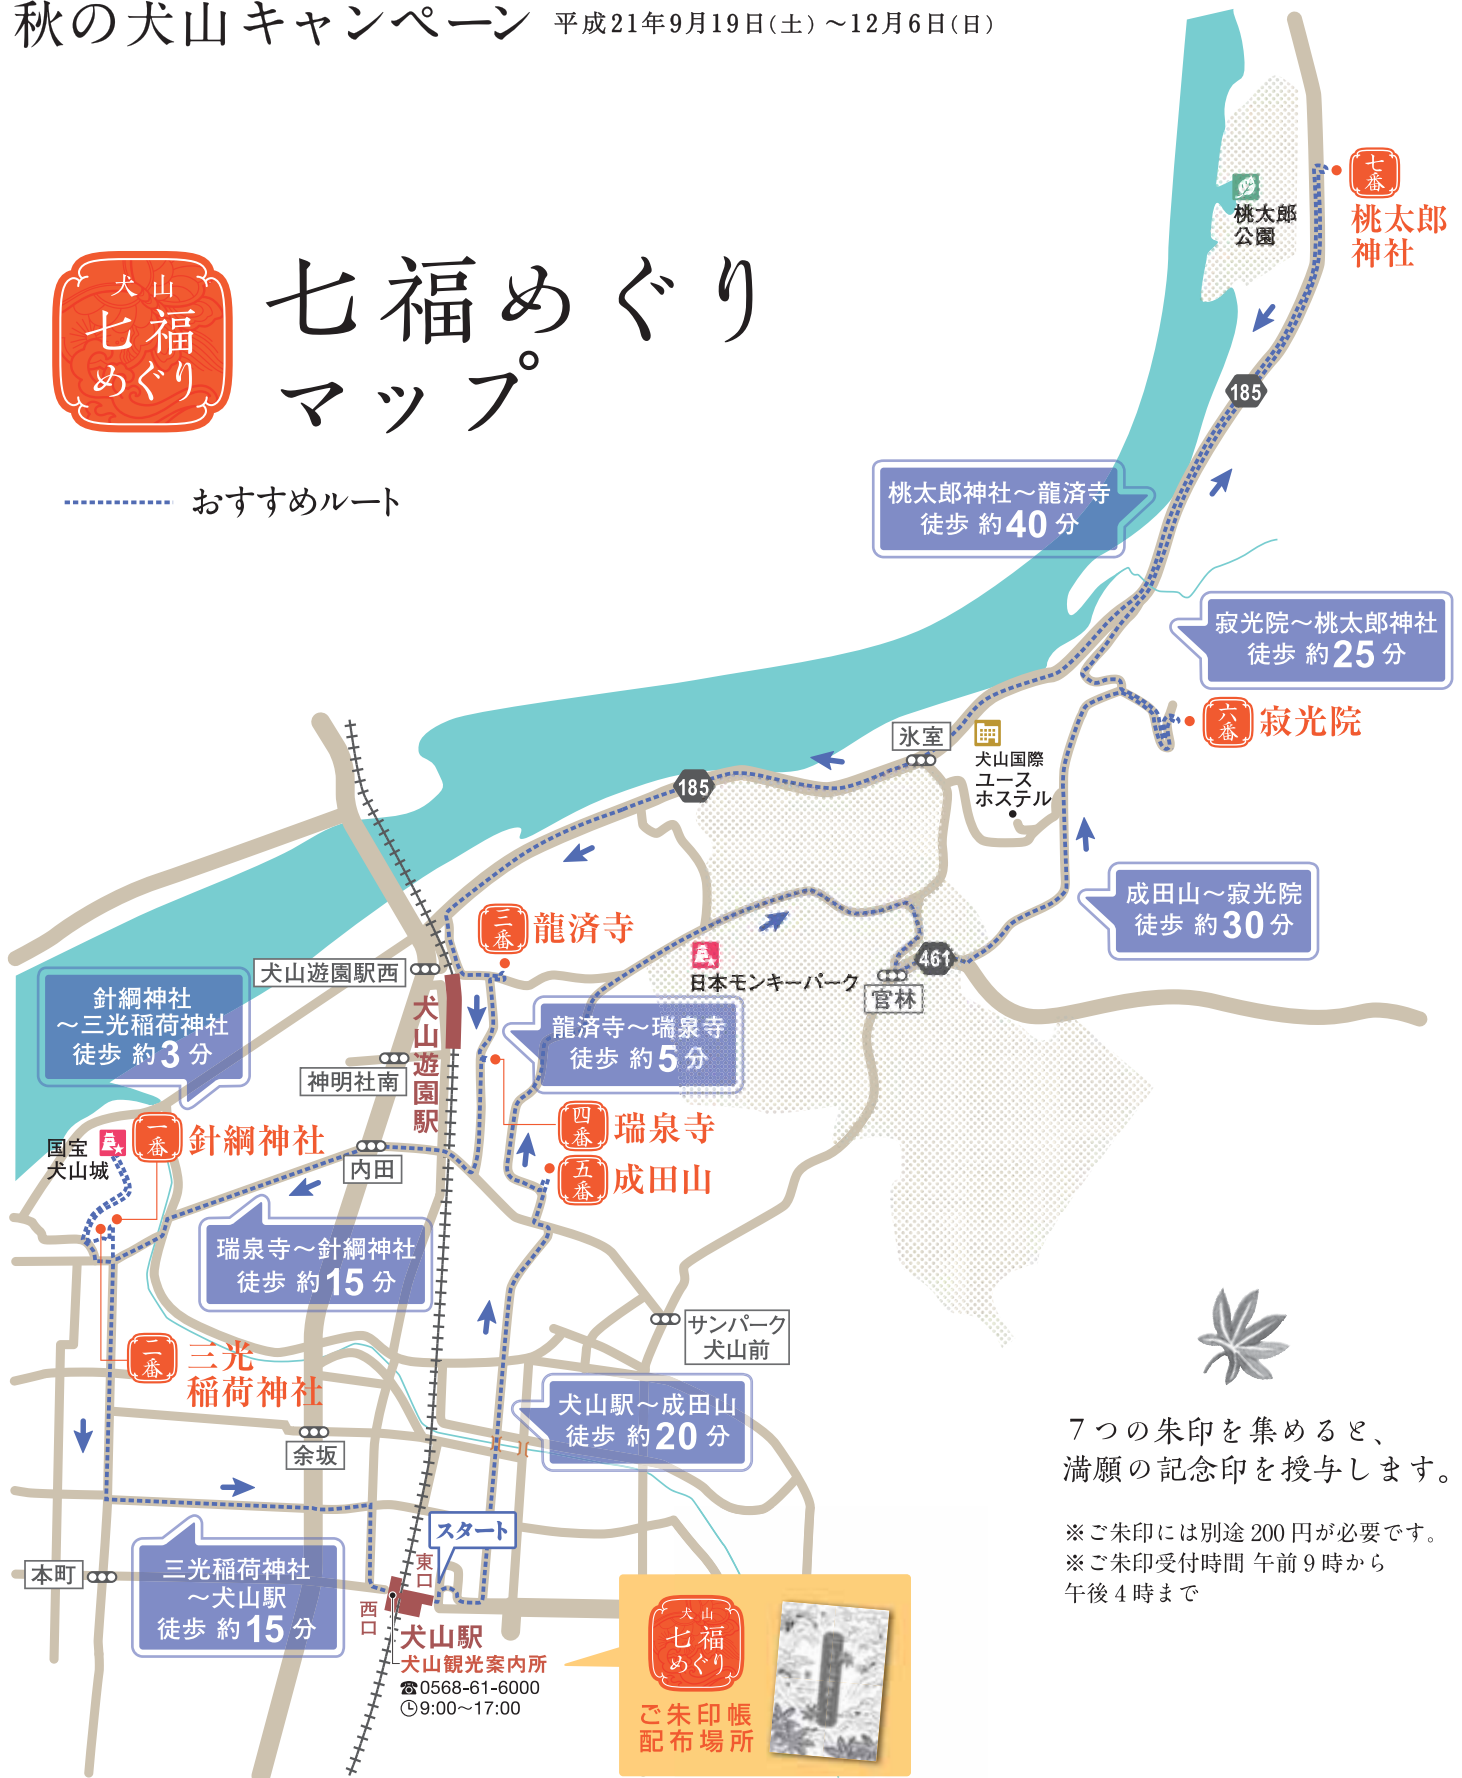 秋の犬山キャンペーン 平成21年9月19日(土)～12月6日(日)
犬山
七福
めぐり
七福めぐり
マップ
おすすめルート
七番
桃太郎
神社
桃太郎
公園
185
桃太郎神社～龍済寺
徒歩 約40分
寂光院～桃太郎神社
徒歩 約25分
六番
寂光院
氷室
犬山国際
ユース
ホステル
185
成田山～寂光院
徒歩 約30分
三番
龍済寺
犬山遊園駅西
日本モンキーパーク
461
官林
針綱神社
～三光稲荷神社
徒歩 約3分
犬山遊園駅
龍済寺～瑞泉寺
徒歩 約5分
神明社南
四番
瑞泉寺
五番
成田山
国宝
犬山城
一番
針綱神社
内田
瑞泉寺～針綱神社
徒歩 約15分
サンパーク
犬山前
二番
三光
稲荷神社
犬山駅～成田山
徒歩 約20分
余坂
7つの朱印を集めると、
満願の記念印を授与します。
※ご朱印には別途200円が必要です。
※ご朱印受付時間 午前9時から
午後4時まで
スタート
東口
西口
本町
三光稲荷神社
～犬山駅
徒歩 約15分
犬山駅
犬山観光案内所
☎0568-61-6000
9:00～17:00
犬山
七福
めぐり
ご朱印帳
配布場所